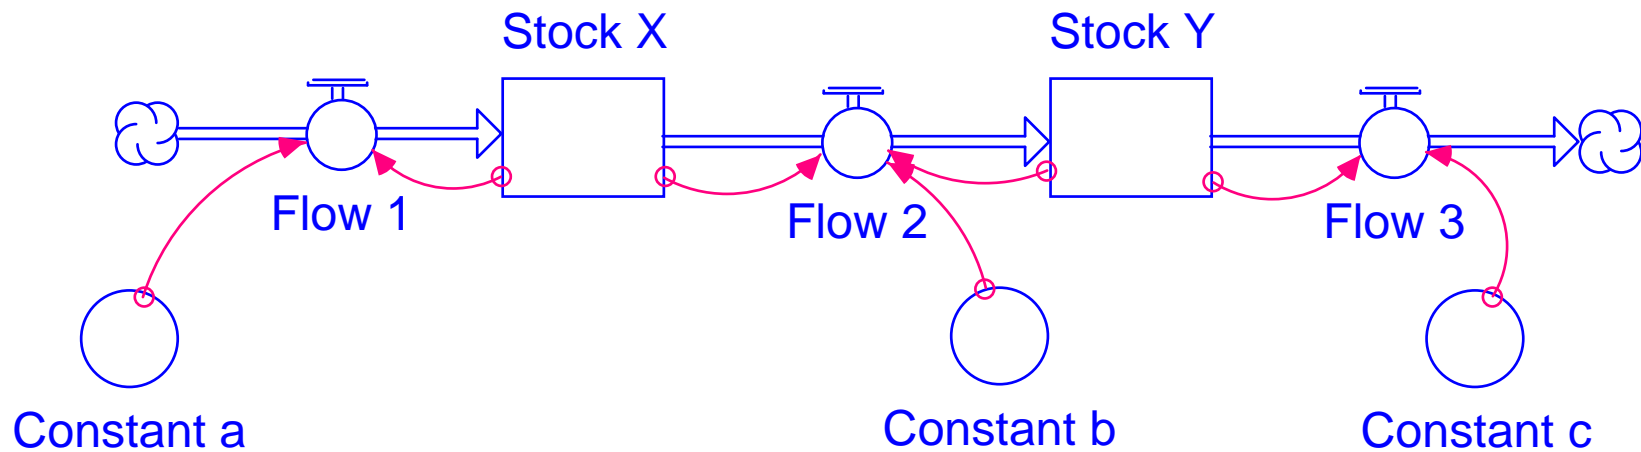 Stock X
Stock Y
Flow 1
Flow 2
Flow 3
Constant a
Constant b
Constant c